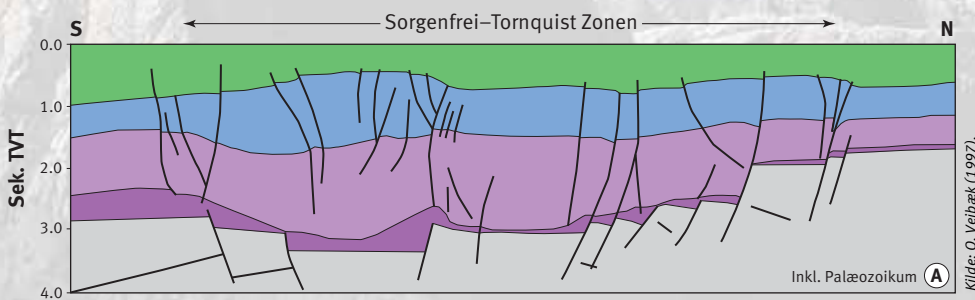 Sorgenfrei–Tornquist Zonen
S
N
Sek. TVT
0.0
1.0
2.0
3.0
4.0
Inkl. Palæozoikum
A
Kilde: O. Vejbæk (1997).